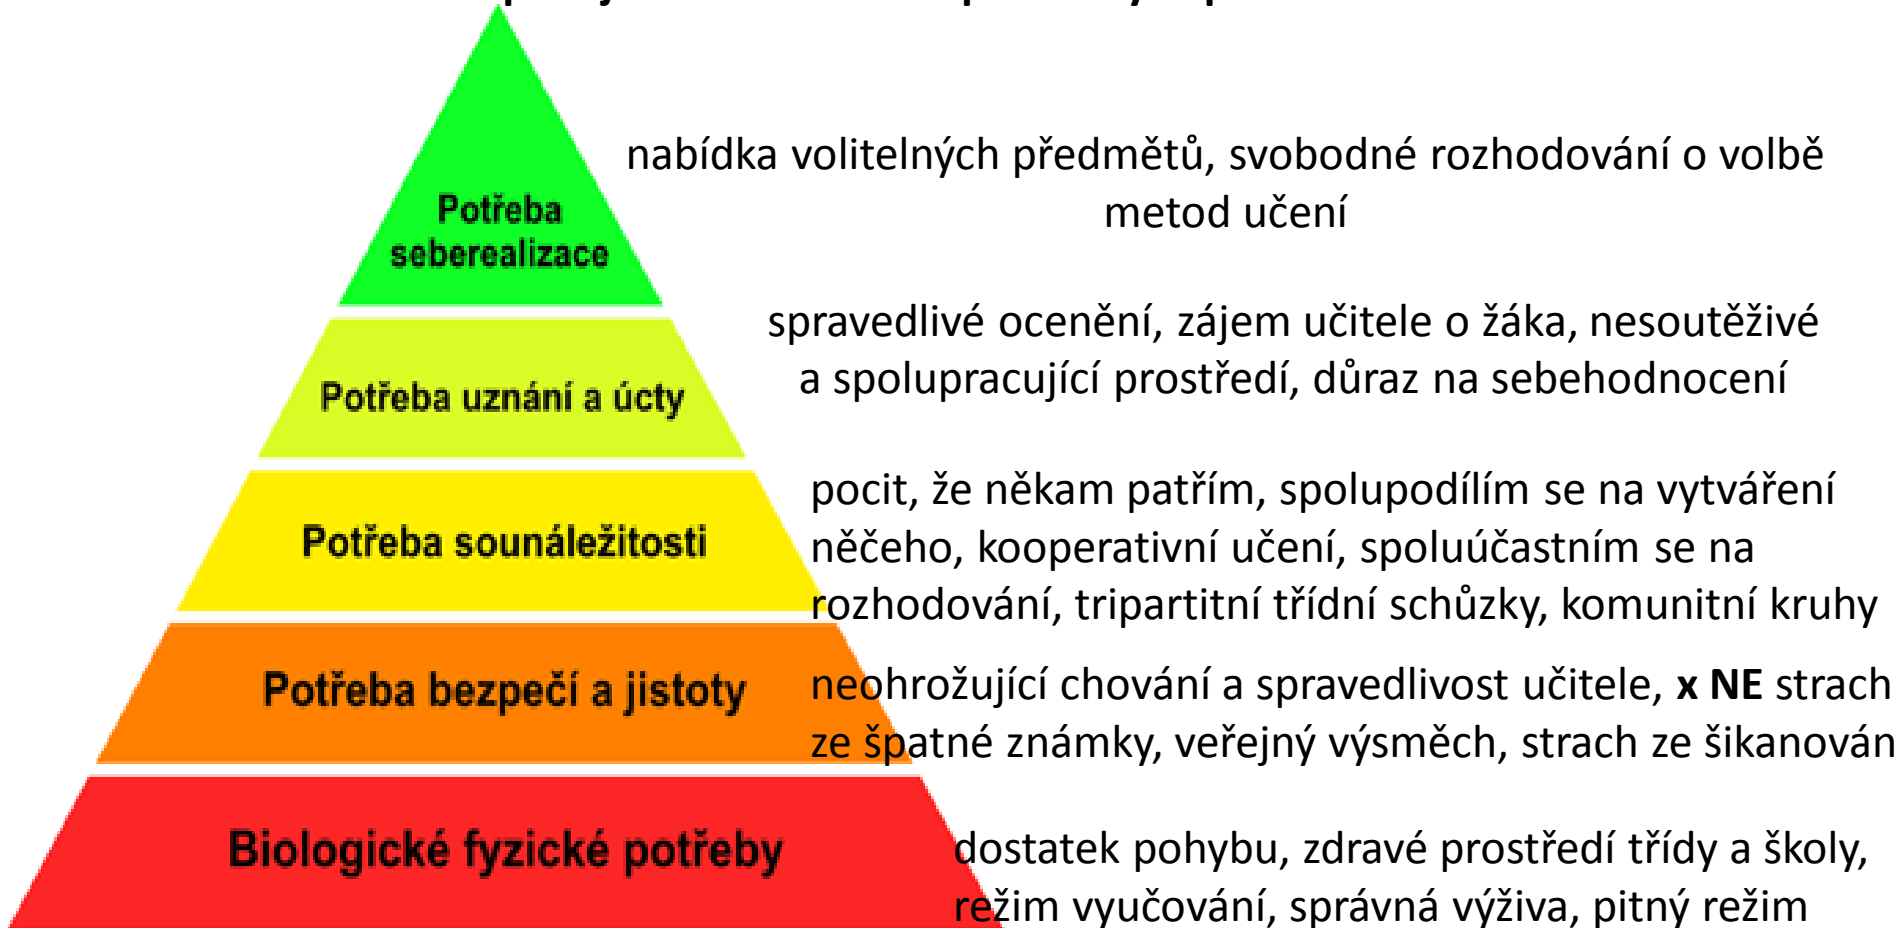 Potřeba
seberealizace
nabídka volitelných předmětů, svobodné rozhodování o volbě
metod učení
Potřeba uznání a úcty
spravedlivé ocenění, zájem učitele o žáka, nesoutěživé
a spolupracující prostředí, důraz na sebehodnocení
Potřeba sounáležitosti
pocit, že někam patřím, spolupodílím se na vytváření
něčeho, kooperativní učení, spoluúčastním se na
rozhodování, tripartitní třídní schůzky, komunitní kruhy
Potřeba bezpečí a jistoty
neohrožující chování a spravedlivost učitele, x NE strach
ze špatné známky, veřejný výsměch, strach ze šikanován
Biologické fyzické potřeby
dostatek pohybu, zdravé prostředí třídy a školy,
režim vyučování, správná výživa, pitný režim